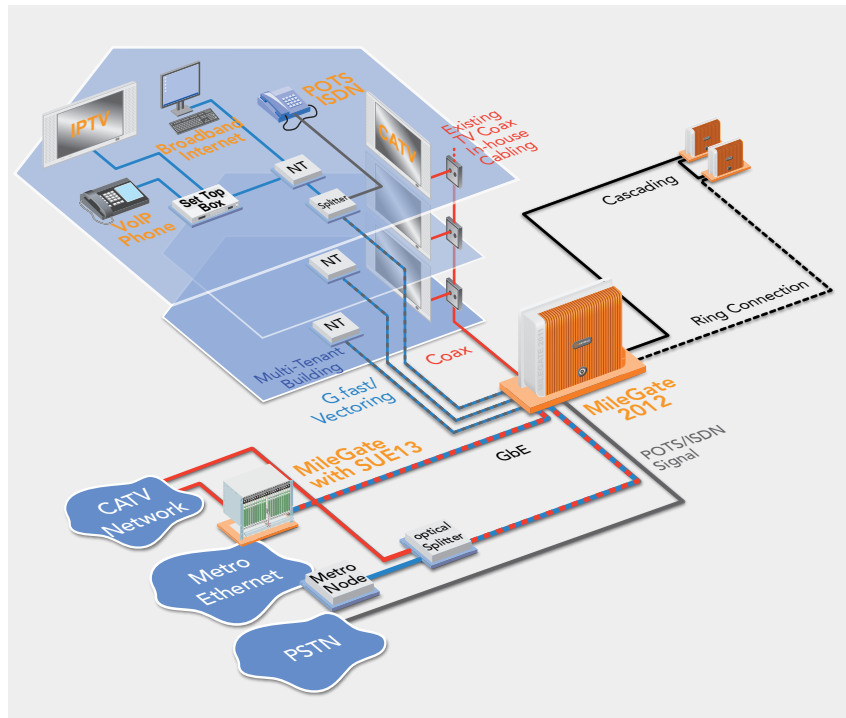 POTS
ISDN
IPTV
Broadband
Internet
CATV
Existing
TV Coax
In-house
Cabling
NT
Set Top
Box
Splitter
VoIP
Phone
Cascading
NT
Ring Connection
NT
Multi-Tenant
Building
Coax
G.fast/
Vectoring
MileGate
2012
MileGate
with SUE13
GbE
POTS/ISDN
Signal
CATV
Network
optical
Splitter
Metro
Ethernet
Metro
Node
PSTN